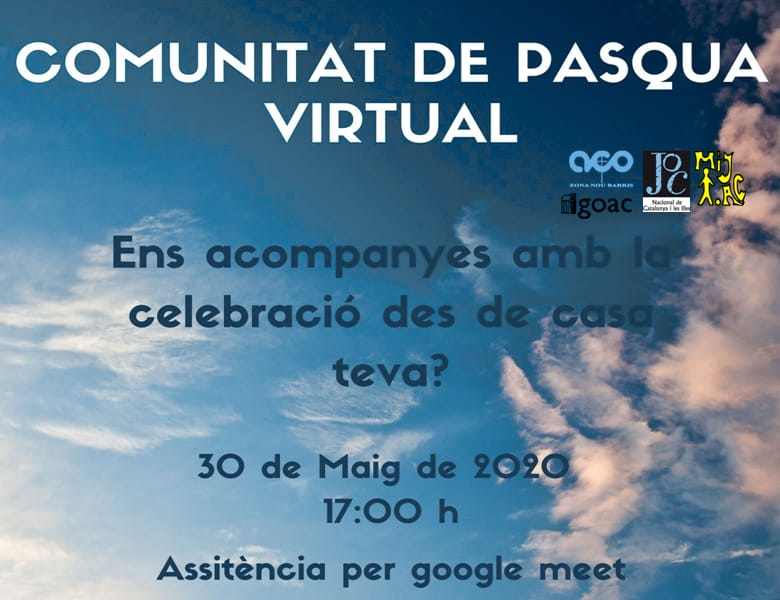 COMUNITAT DE PASQUA
VIRTUAL
aco
ZONA NOU BARRIS
goac
JOC
Nacional de
Catalunya i les Illes
MIJAC
Ens acompanyes amb la
celebració des de casa
teva?
30 de Maig de 2020
17:00 h
Assitència per google meet